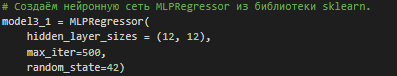 # Создаём нейронную сеть MLPRegressor из библиотеки sklearn.
model3_1 = MLPRegressor(
    hidden_layer_sizes = (12, 12),
    max_iter=500,
    random_state=42)